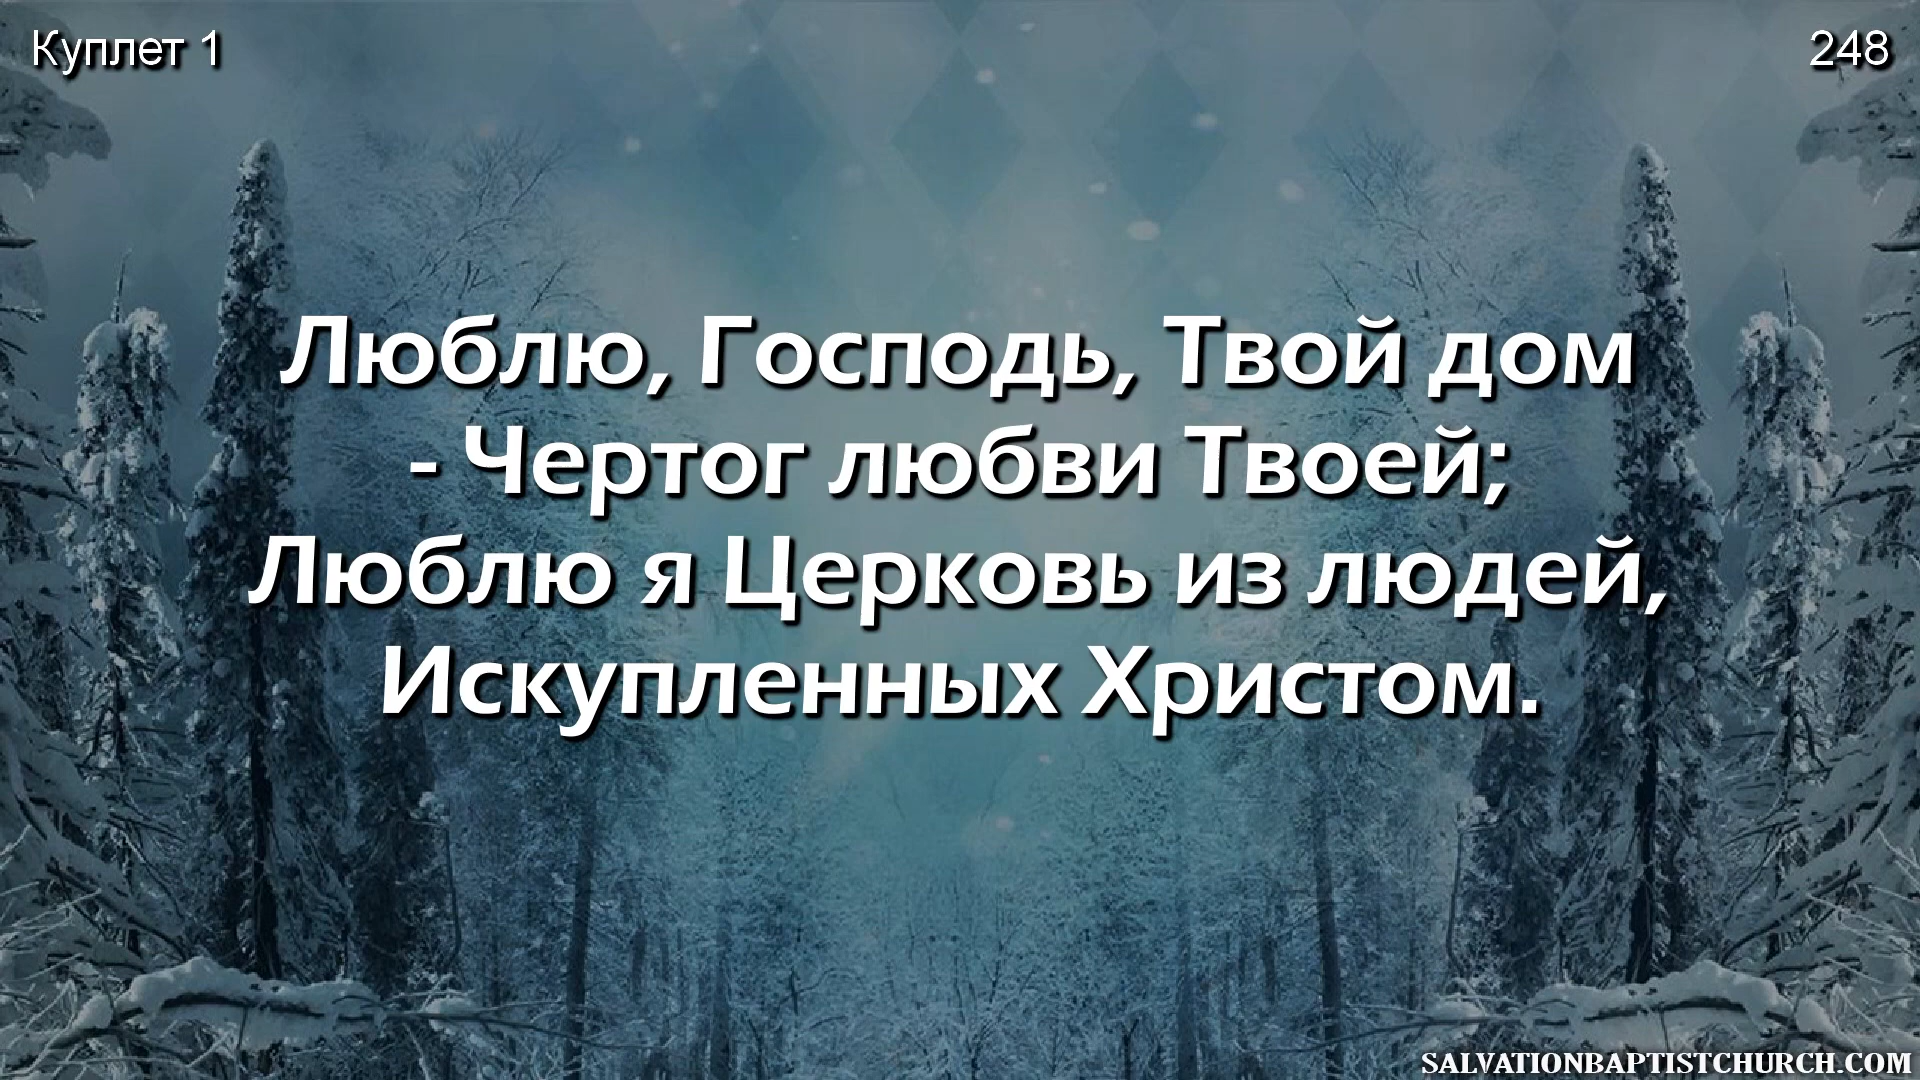 Куплет 1
248
Люблю, Господь, Твой дом
- Чертог любви Твоей;
Люблю я Церковь из людей,
Искупленных Христом.
SALVATIONBAPTISTCHURCH.COM